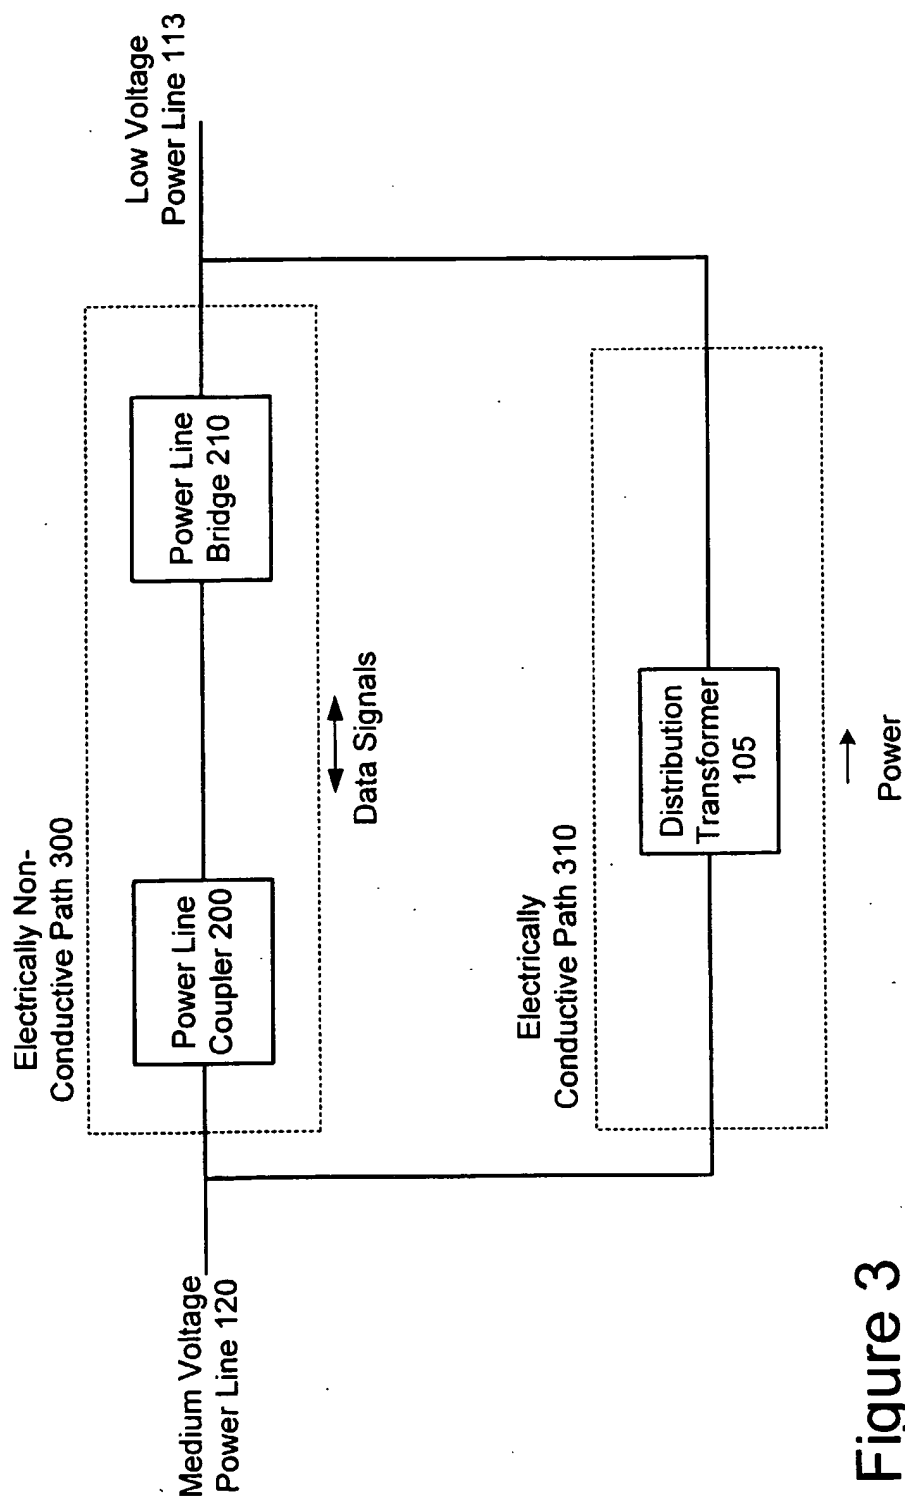 Electrically Non-
Conductive Path 300
Medium Voltage
Power Line 120
Power Line
Coupler 200
Power Line
Bridge 210
Low Voltage
Power Line 113
Data Signals
Electrically
Conductive Path 310
Distribution
Transformer
105
Power
Figure 3